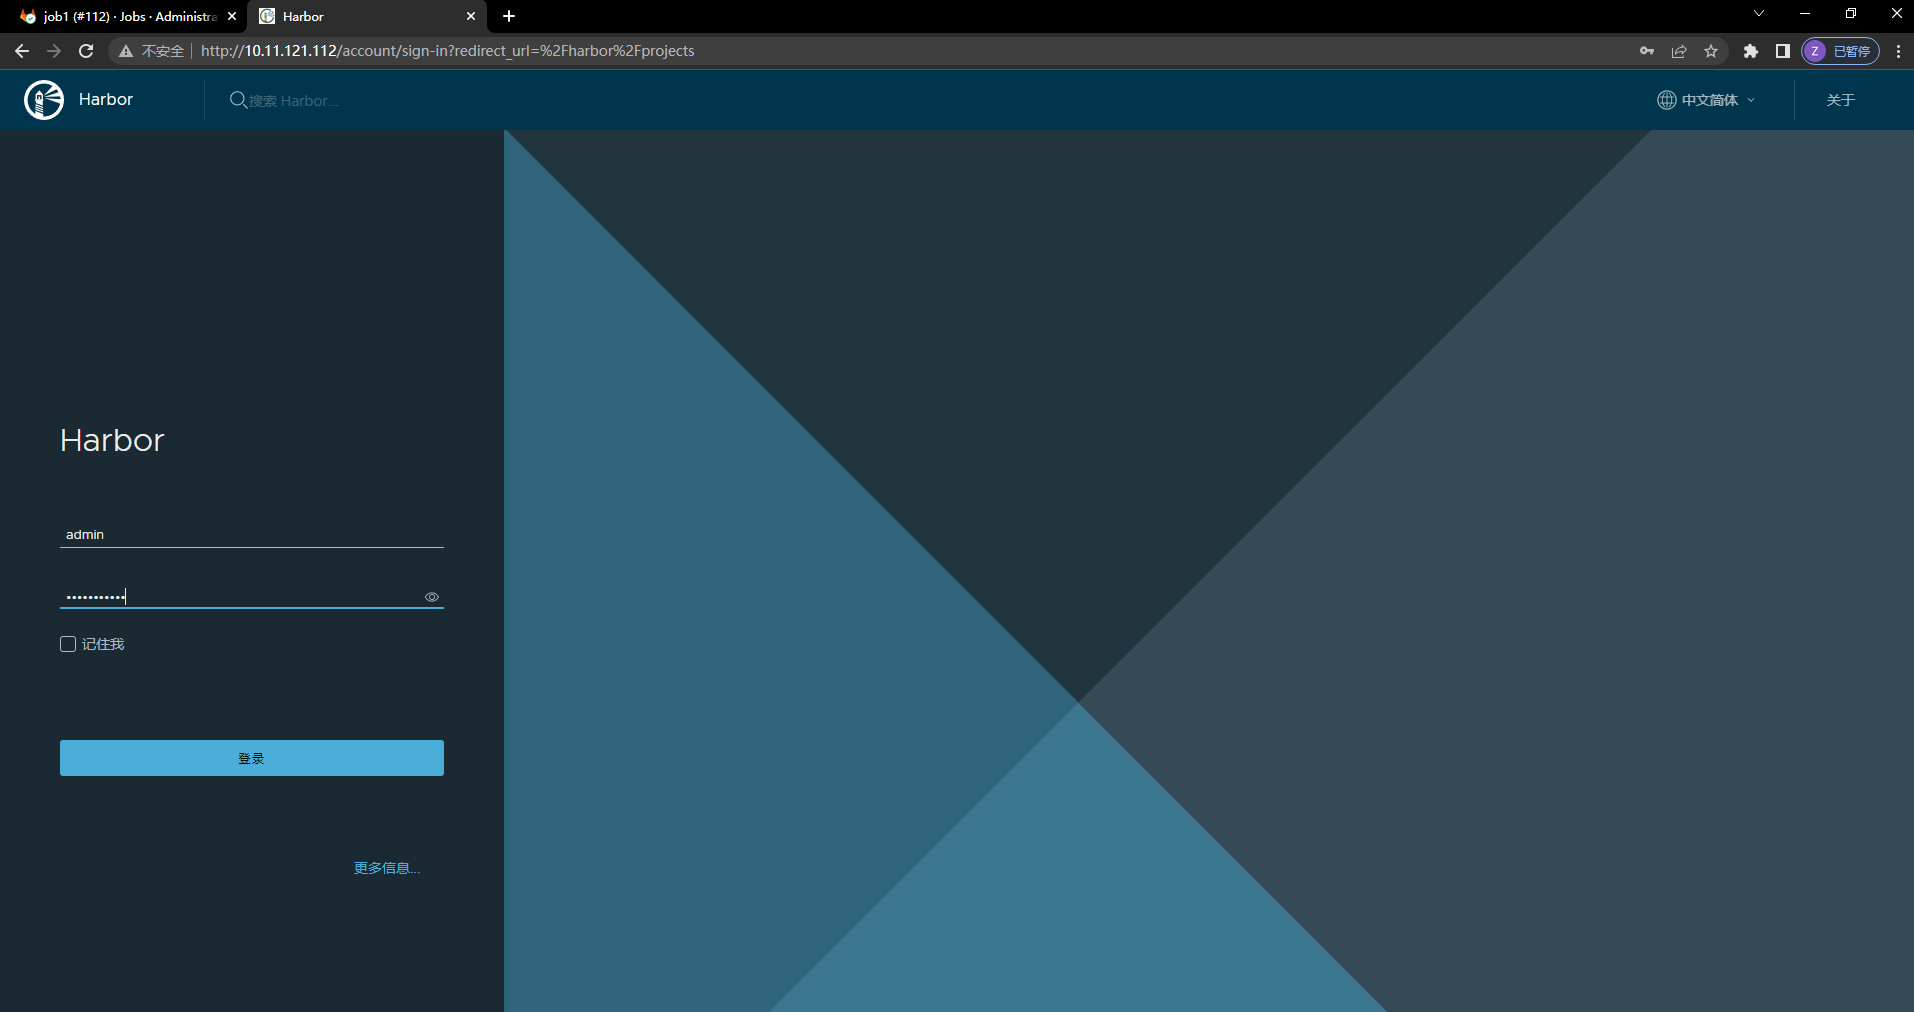 job1 (#112) · Jobs · Administra
Harbor
不安全
http://10.11.121.112/account/sign-in?redirect_url=%2Fharbor%2Fprojects
Z
已暂停
Harbor
搜索 Harbor...
中文简体
关于
Harbor
admin
•••••••••••
记住我
登录
更多信息...